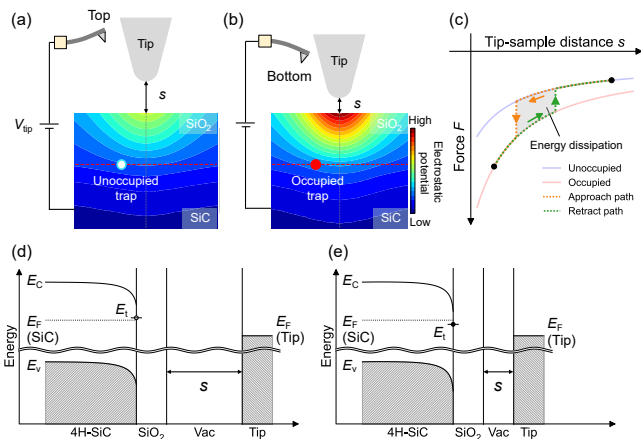 (a)
Top
Tip
s
V_tip
SiO₂
Unoccupied
trap
SiC
(b)
Tip
Bottom
s
SiO₂
Occupied
trap
SiC
High
Electrostatic
potential
Low
(c)
Tip-sample distance s
Force F
Energy dissipation
Unoccupied
Occupied
Approach path
Retract path
(d)
Energy
E_C
E_t
E_F
(SiC)
E_F
(Tip)
E_v
s
4H-SiC SiO₂ Vac Tip
(e)
Energy
E_C
E_F
(SiC)
E_t
E_F
(Tip)
E_v
s
4H-SiC SiO₂ Vac Tip